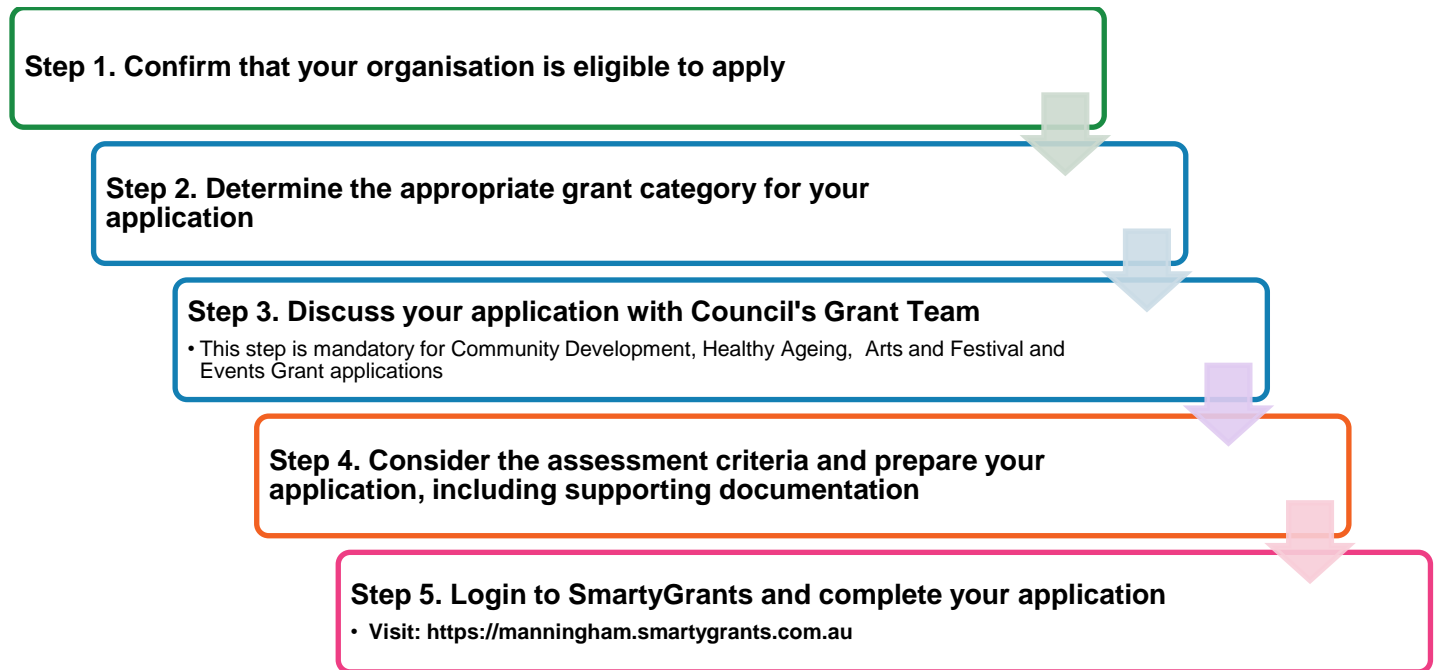 Step 1. Confirm that your organisation is eligible to apply
Step 2. Determine the appropriate grant category for your
application
Step 3. Discuss your application with Council's Grant Team
• This step is mandatory for Community Development, Healthy Ageing, Arts and Festival and
Events Grant applications
Step 4. Consider the assessment criteria and prepare your
application, including supporting documentation
Step 5. Login to SmartyGrants and complete your application
• Visit: https://manningham.smartygrants.com.au